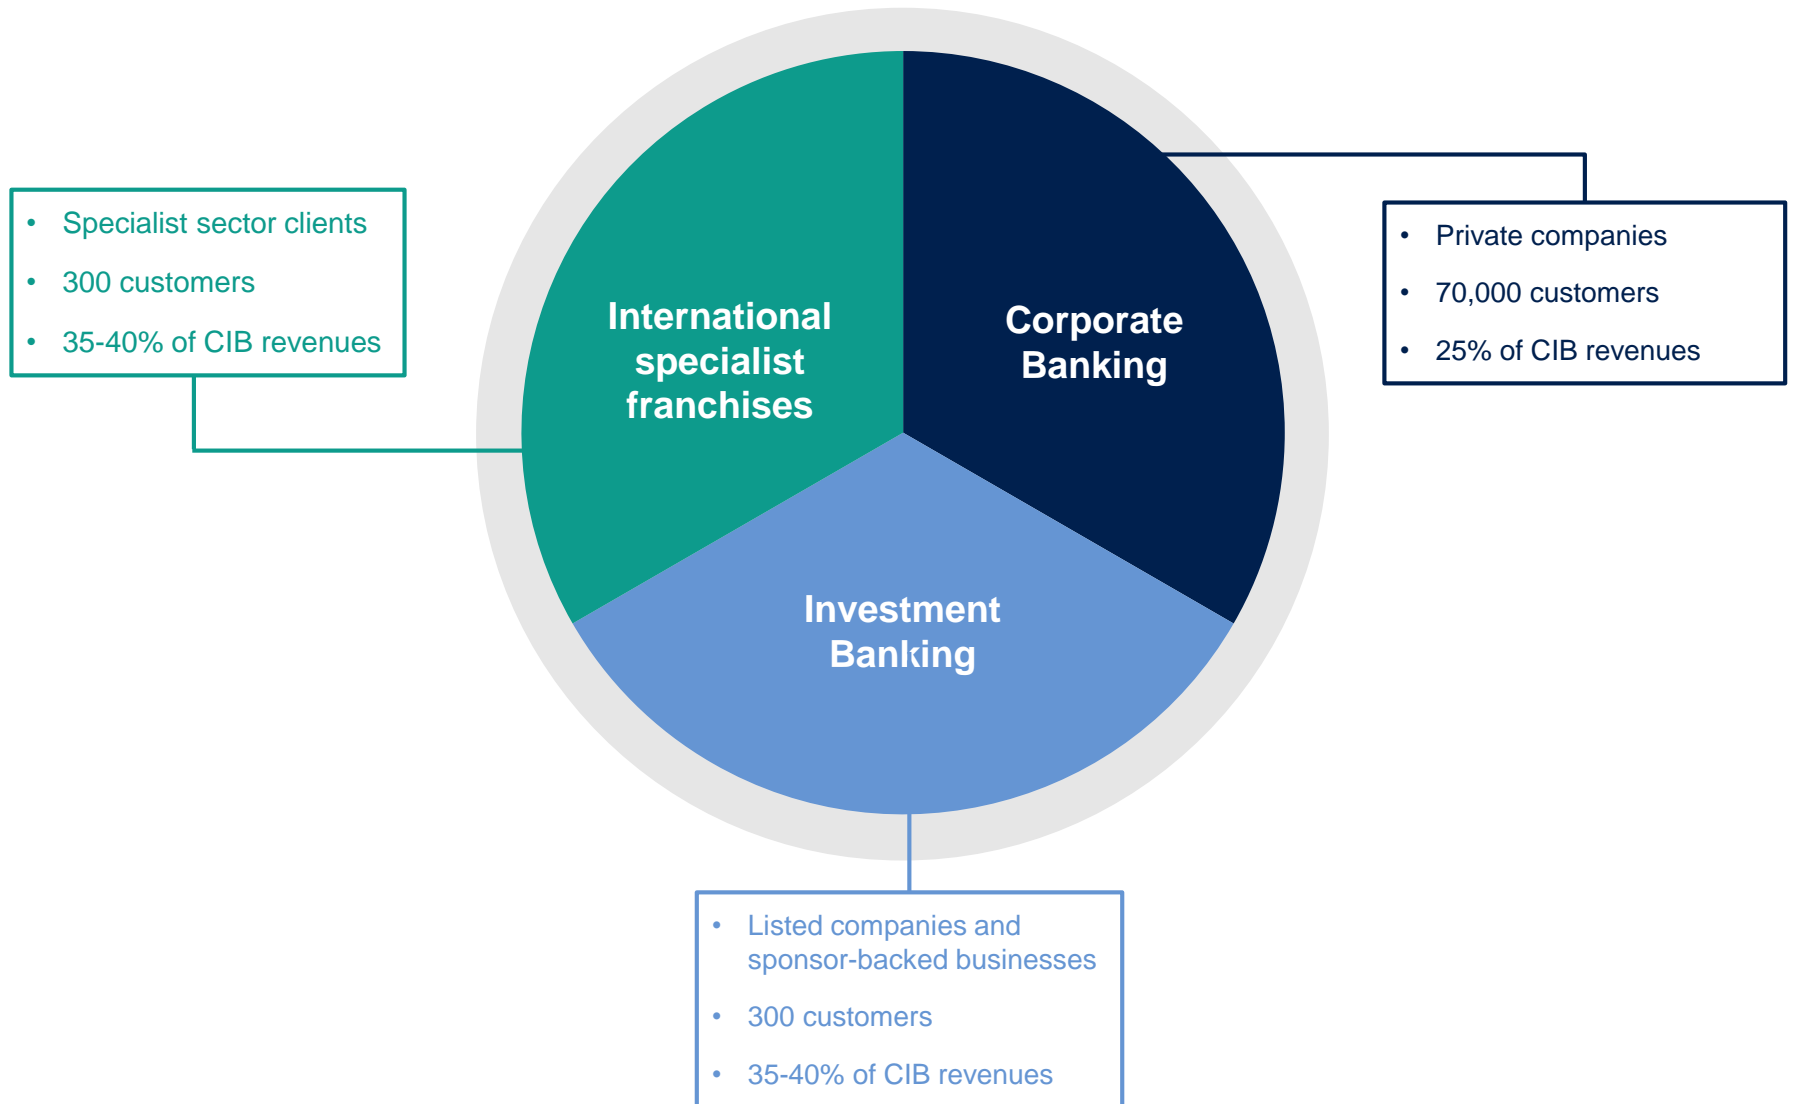 • Specialist sector clients
• 300 customers
• 35-40% of CIB revenues
International
specialist
franchises
Corporate
Banking
• Private companies
• 70,000 customers
• 25% of CIB revenues
Investment
Banking
• Listed companies and
sponsor-backed businesses
• 300 customers
• 35-40% of CIB revenues